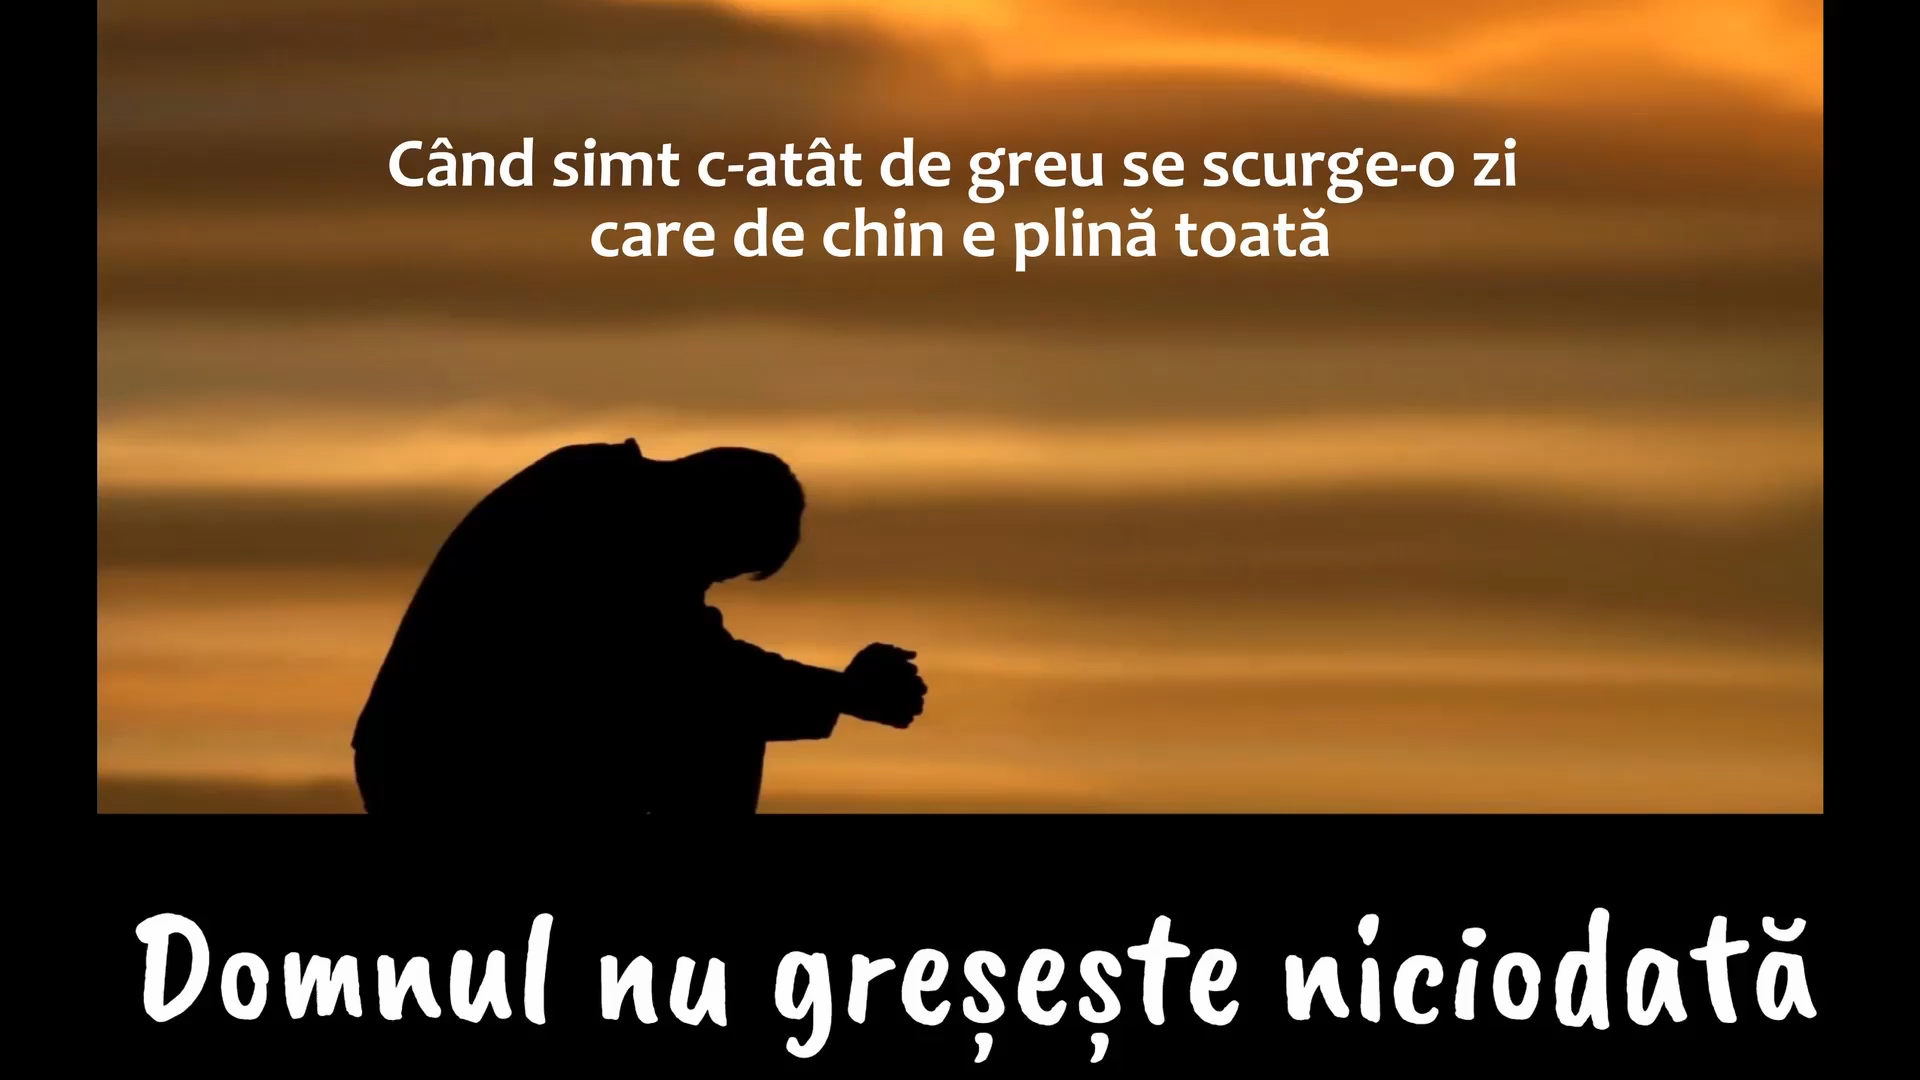 Când simt c-atât de greu se scurge-o zi
care de chin e plină toată
Domnul nu greșește niciodată